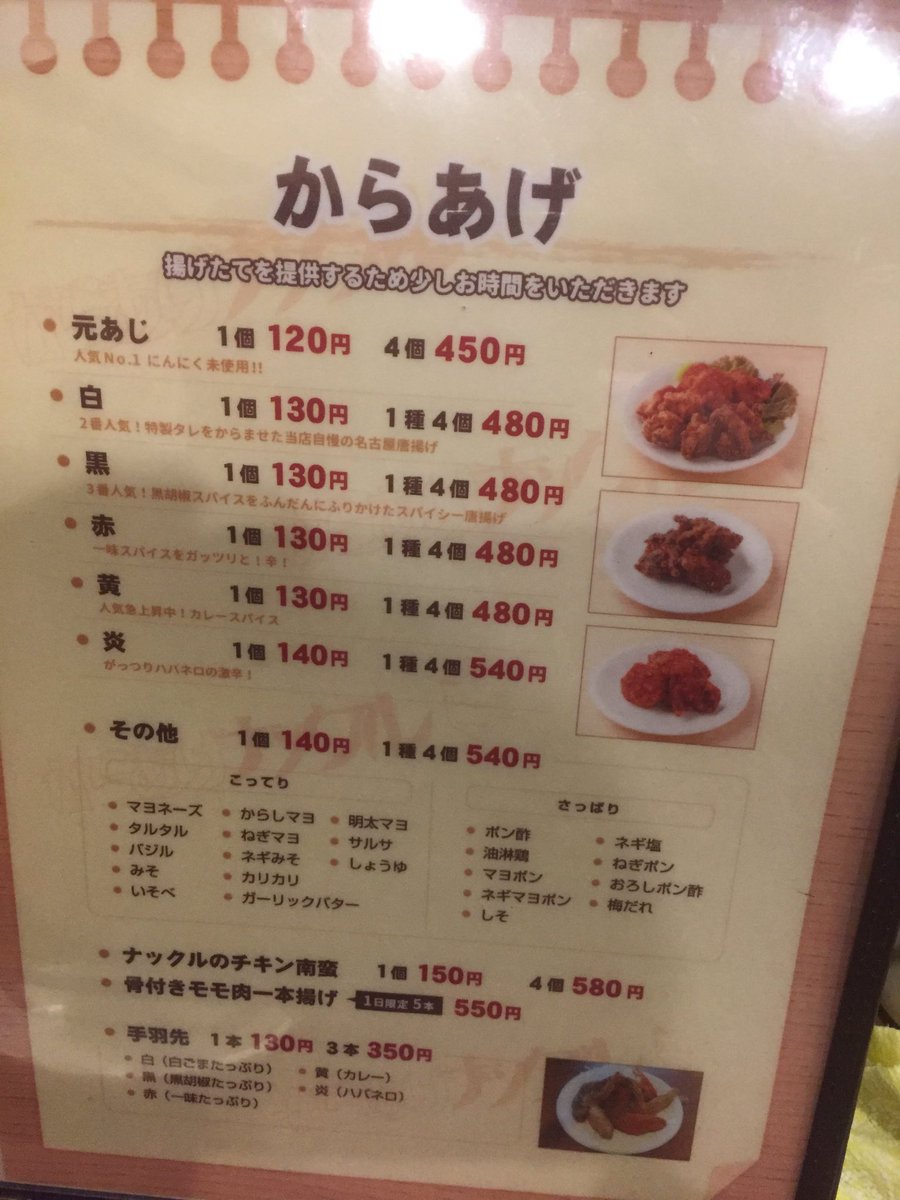 からあげ
揚げたてを提供するため少しお時間をいただきます
元あじ 1個 120円 4個 450円
人気No.1 にんにく未使用!!
白 1個 130円 1種4個 480円
2番人気！特製タレをからませた当店自慢の名古屋唐揚げ
黒 1個 130円 1種4個 480円
3番人気！黒胡椒スパイスをふんだんにふりかけたスパイシー唐揚げ
赤 1個 130円 1種4個 480円
一味スパイスをガッツリと！辛！
黄 1個 130円 1種4個 480円
人気急上昇中！カレースパイス
炎 1個 140円 1種4個 540円
がっつりハバネロの激辛！
その他 1個 140円 1種4個 540円
こってり
マヨネーズ
タルタル
バジル
みそ
いそべ
からしマヨ
ねぎマヨ
ネギみそ
カリカリ
ガーリックバター
明太マヨ
サルサ
しょうゆ
さっぱり
ポン酢
油淋鶏
マヨポン
ネギマヨポン
しそ
ネギ塩
ねぎポン
おろしポン酢
梅だれ
ナックルのチキン南蛮 1個 150円 4個 580円
骨付きモモ肉一本揚げ 1日限定5本 550円
手羽先 1本 130円 3本 350円
白（白ごまたっぷり）
黒（黒胡椒たっぷり）
赤（一味たっぷり）
黄（カレー）
炎（ハバネロ）